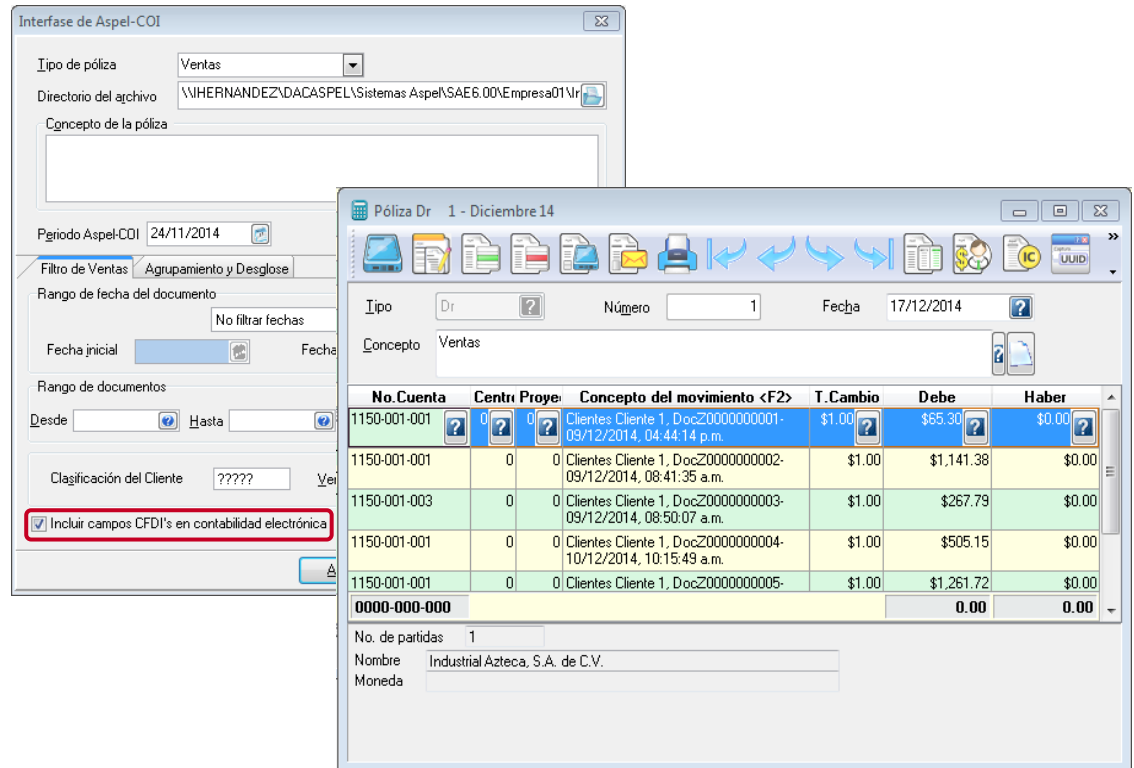 Interfase de Aspel-COI
Tipo de póliza
Ventas
Directorio del archivo
\\IHERNANDEZ\DACASPEL\Sistemas Aspel\SAE6.00\Empresa01\Ir
Concepto de la póliza
Periodo Aspel-COI
24/11/2014
Filtro de Ventas
Agrupamiento y Desglose
Rango de fecha del documento
No filtrar fechas
Fecha inicial
Fecha
Rango de documentos
Desde
Hasta
Clasificación del Cliente
?????
Ver
Incluir campos CFDI's en contabilidad electrónica
A
Póliza Dr 1 - Diciembre 14
IC
UUID
Tipo
Dr
Número
1
Fecha
17/12/2014
Concepto
Ventas
No.Cuenta Centro Proye Concepto del movimiento <F2> T.Cambio Debe Haber
1150-001-001 0 0 Clientes Cliente 1, DocZ0000000001- $1.00 $65.30 $0.00
09/12/2014, 04:44:14 p.m.
1150-001-001 0 0 Clientes Cliente 1, DocZ0000000002- $1.00 $1,141.38 $0.00
09/12/2014, 08:41:35 a.m.
1150-001-003 0 0 Clientes Cliente 1, DocZ0000000003- $1.00 $267.79 $0.00
09/12/2014, 08:50:07 a.m.
1150-001-001 0 0 Clientes Cliente 1, DocZ0000000004- $1.00 $505.15 $0.00
10/12/2014, 10:15:49 a.m.
1150-001-001 0 0 Clientes Cliente 1, DocZ0000000005- $1.00 $1,261.72 $0.00
0000-000-000 0.00 0.00
No. de partidas 1
Nombre Industrial Azteca, S.A. de C.V.
Moneda